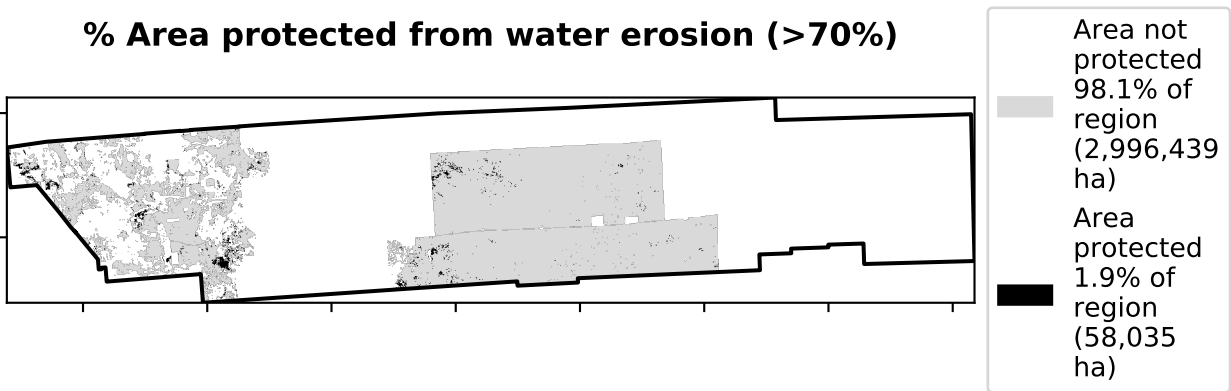 % Area protected from water erosion (>70%)
Area not
protected
98.1% of
region
(2,996,439
ha)
Area
protected
1.9% of
region
(58,035
ha)